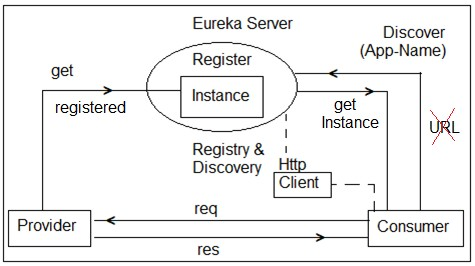 Eureka Server
Discover
(App-Name)
Register
get
Instance
registered
get
Instance
URL
Registry &
Discovery
Http
Client
req
Provider
Consumer
res